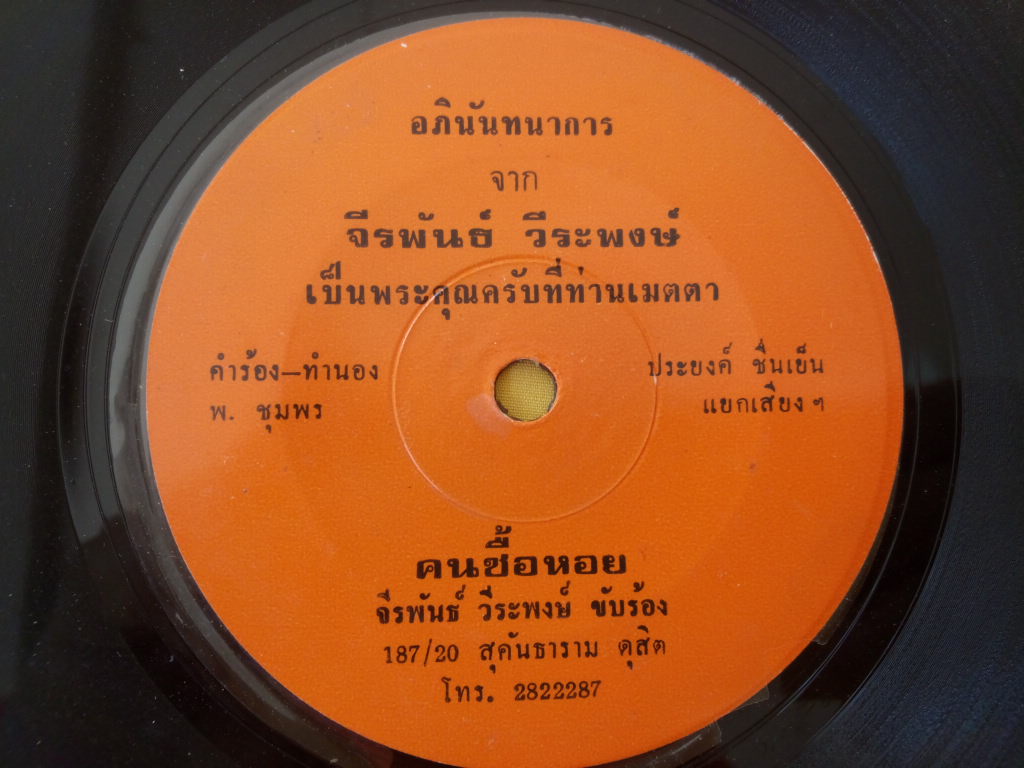 อภินันทนาการ
จาก
จีรพันธ์ วีระพงษ์
เป็นพระคุณครับที่ท่านเมตตา
คำร้อง–ทำนอง
พ. ชุมพร
ประยงค์ ชื่นเย็น
แยกเสียง ๆ
คนซื้อหอย
จีรพันธ์ วีระพงษ์ ขับร้อง
187/20 สุคันธาราม ดุสิต
โทร. 2822287